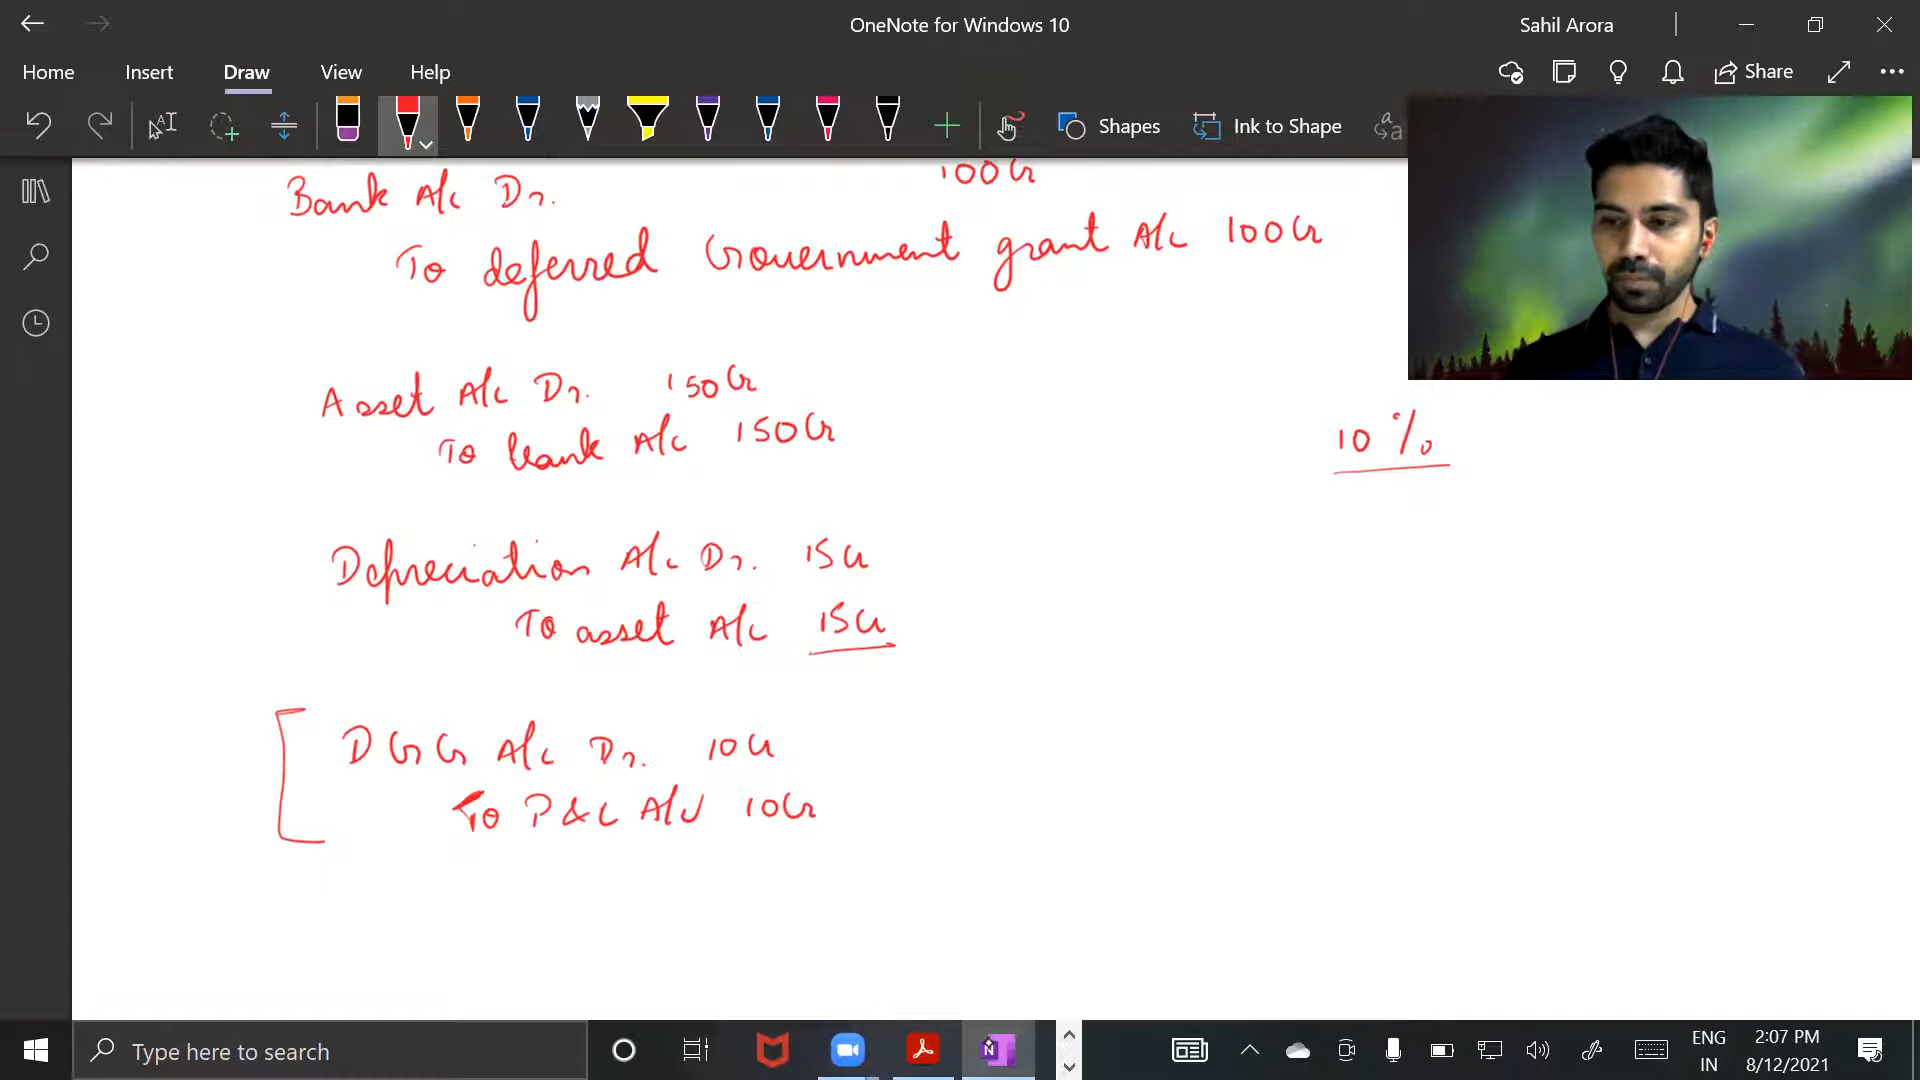 OneNote for Windows 10
Sahil Arora
Home Insert Draw View Help
Share
Shapes
Ink to Shape
Bank A/c Dr. 100Cr
To deferred Government grant A/c 100Cr
Asset A/c Dr. 150Cr
To bank A/c 150Cr
10%
Depreciation A/c Dr. 15Cr
To asset A/c 15Cr
DGG A/c Dr. 10Cr
To P&L A/c 10Cr
Type here to search
ENG
IN
2:07 PM
8/12/2021